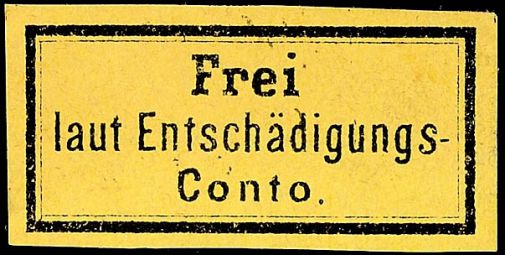 Frei
laut Entschädigungs-
Conto.